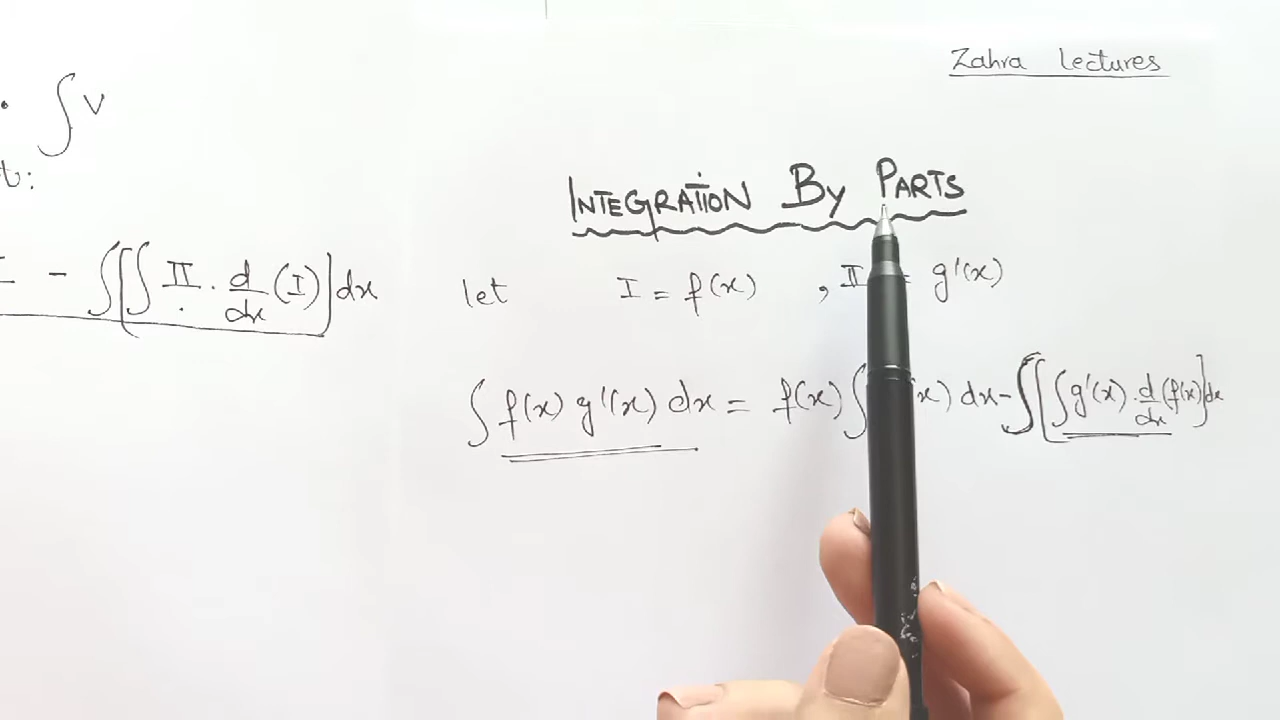 Zahra Lectures
· ∫V
t:
INTEGRATION By PARTS
I - ∫[∫ II . d/dx (I)] dx
let I = f(x) , II = g'(x)
∫ f(x) g'(x) dx = f(x) ∫ (x) dx - ∫[∫ g'(x) . d/dx (f(x)] dx